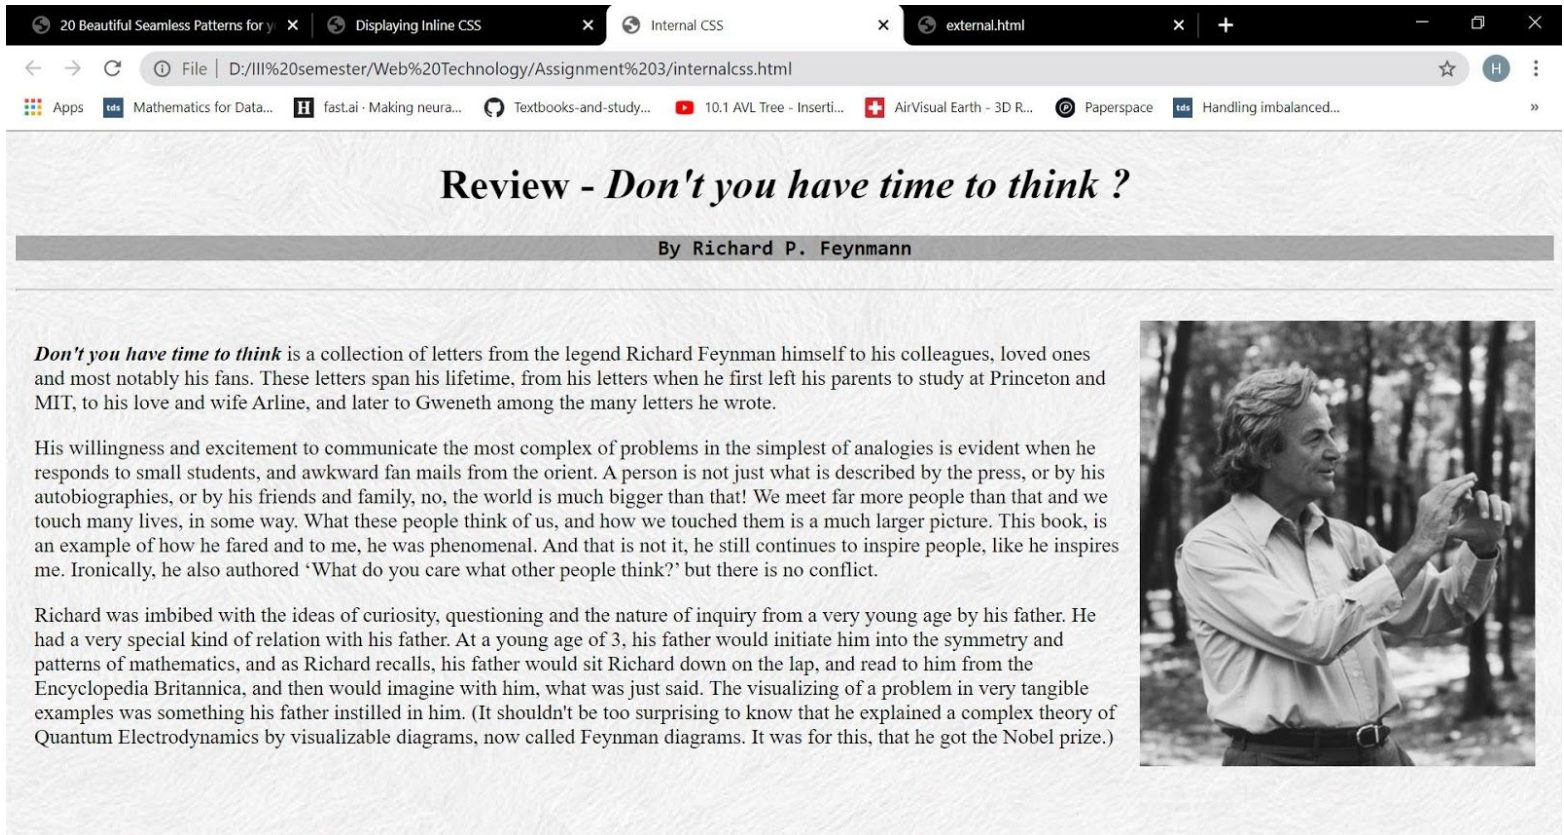 20 Beautiful Seamless Patterns for y
Displaying Inline CSS
Internal CSS
external.html
File
D:/III%20semester/Web%20Technology/Assignment%203/internalcss.html
H
Apps
tds Mathematics for Data...
H fast.ai · Making neura...
Textbooks-and-study...
10.1 AVL Tree - Inserti...
AirVisual Earth - 3D R...
Paperspace
tds Handling imbalanced...
Review - Don't you have time to think ?
By Richard P. Feynmann
Don't you have time to think is a collection of letters from the legend Richard Feynman himself to his colleagues, loved ones
and most notably his fans. These letters span his lifetime, from his letters when he first left his parents to study at Princeton and
MIT, to his love and wife Arline, and later to Gweneth among the many letters he wrote.
His willingness and excitement to communicate the most complex of problems in the simplest of analogies is evident when he
responds to small students, and awkward fan mails from the orient. A person is not just what is described by the press, or by his
autobiographies, or by his friends and family, no, the world is much bigger than that! We meet far more people than that and we
touch many lives, in some way. What these people think of us, and how we touched them is a much larger picture. This book, is
an example of how he fared and to me, he was phenomenal. And that is not it, he still continues to inspire people, like he inspires
me. Ironically, he also authored ‘What do you care what other people think?’ but there is no conflict.
Richard was imbibed with the ideas of curiosity, questioning and the nature of inquiry from a very young age by his father. He
had a very special kind of relation with his father. At a young age of 3, his father would initiate him into the symmetry and
patterns of mathematics, and as Richard recalls, his father would sit Richard down on the lap, and read to him from the
Encyclopedia Britannica, and then would imagine with him, what was just said. The visualizing of a problem in very tangible
examples was something his father instilled in him. (It shouldn't be too surprising to know that he explained a complex theory of
Quantum Electrodynamics by visualizable diagrams, now called Feynman diagrams. It was for this, that he got the Nobel prize.)